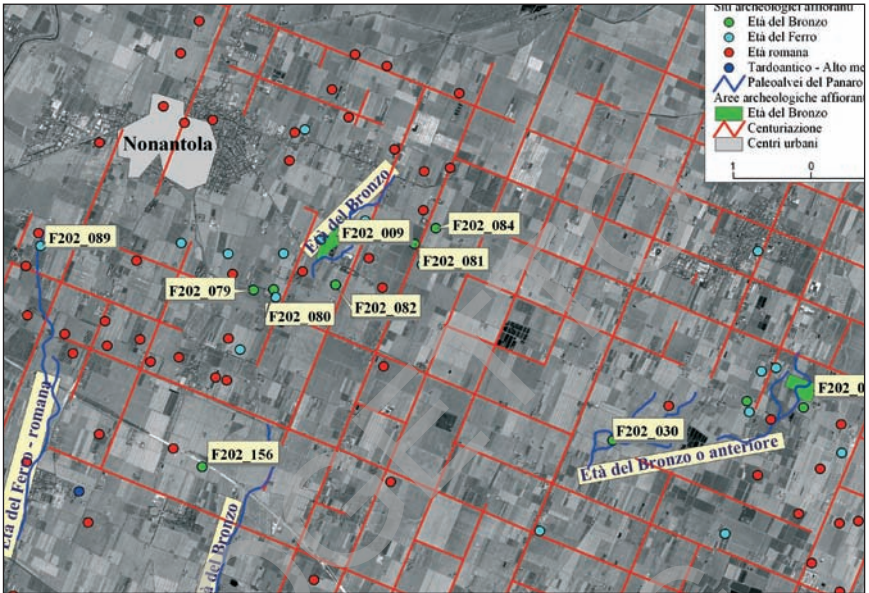 Siti archeologici affioranti
Età del Bronzo
Età del Ferro
Età romana
Tardoantico - Alto me
Paleoalvei del Panaro
Aree archeologiche affiorant
Età del Bronzo
Centuriazione
Centri urbani
1 0
Nonantola
Età del Bronzo
F202_089
F202_009
F202_084
F202_081
F202_079
F202_080
F202_082
F202_0
F202_030
Età del Bronzo o anteriore
F202_156
Età del Ferro - romana
età del Bronzo